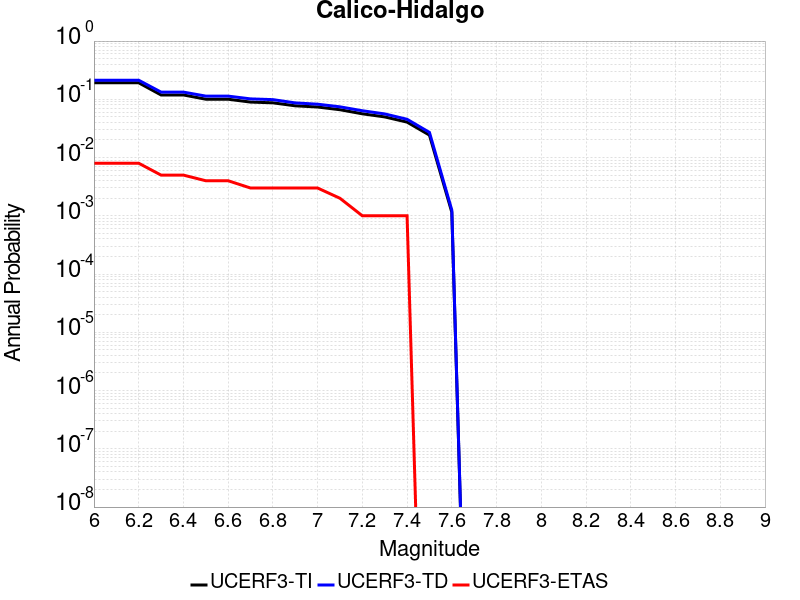 Calico-Hidalgo
Annual Probability
10^0
10^-1
10^-2
10^-3
10^-4
10^-5
10^-6
10^-7
10^-8
6 6.2 6.4 6.6 6.8 7 7.2 7.4 7.6 7.8 8 8.2 8.4 8.6 8.8 9
Magnitude
UCERF3-TI UCERF3-TD UCERF3-ETAS